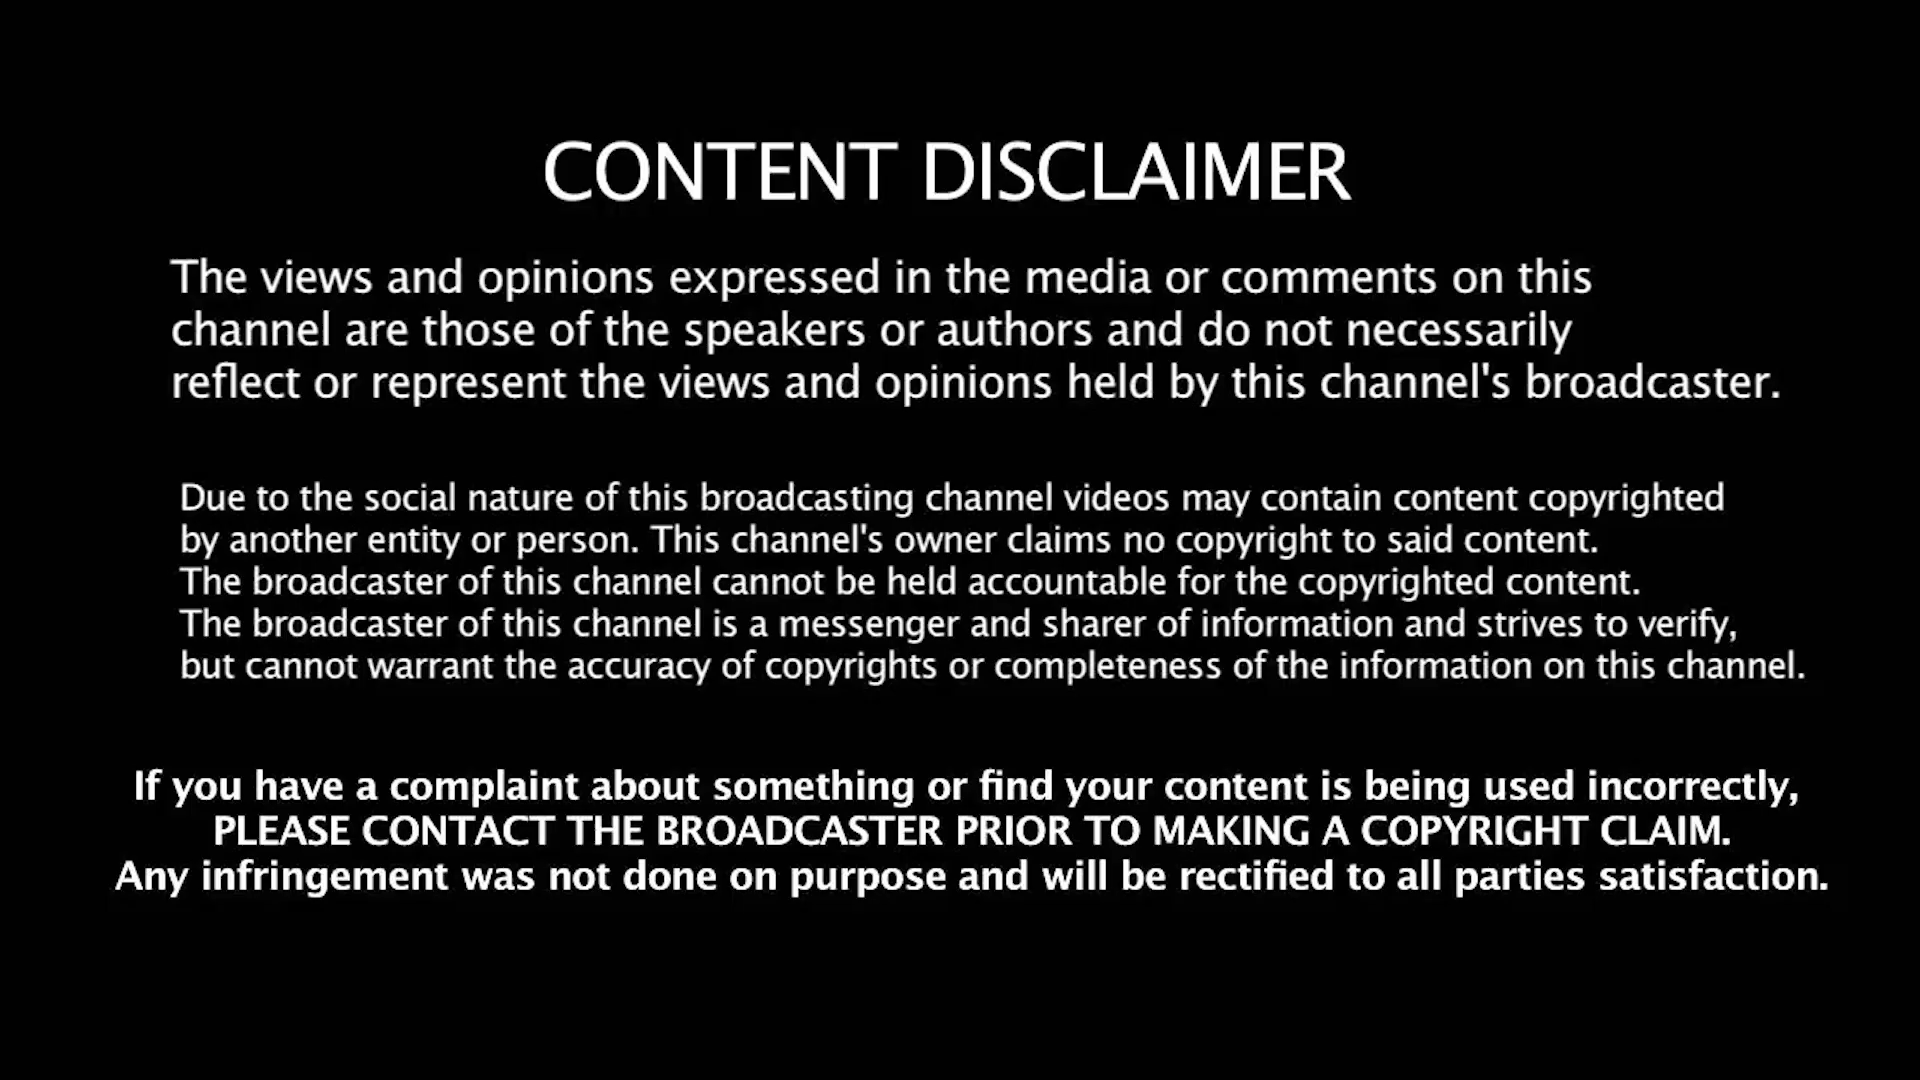 CONTENT DISCLAIMER
The views and opinions expressed in the media or comments on this
channel are those of the speakers or authors and do not necessarily
reflect or represent the views and opinions held by this channel's broadcaster.
Due to the social nature of this broadcasting channel videos may contain content copyrighted
by another entity or person. This channel's owner claims no copyright to said content.
The broadcaster of this channel cannot be held accountable for the copyrighted content.
The broadcaster of this channel is a messenger and sharer of information and strives to verify,
but cannot warrant the accuracy of copyrights or completeness of the information on this channel.
If you have a complaint about something or find your content is being used incorrectly,
PLEASE CONTACT THE BROADCASTER PRIOR TO MAKING A COPYRIGHT CLAIM.
Any infringement was not done on purpose and will be rectified to all parties satisfaction.